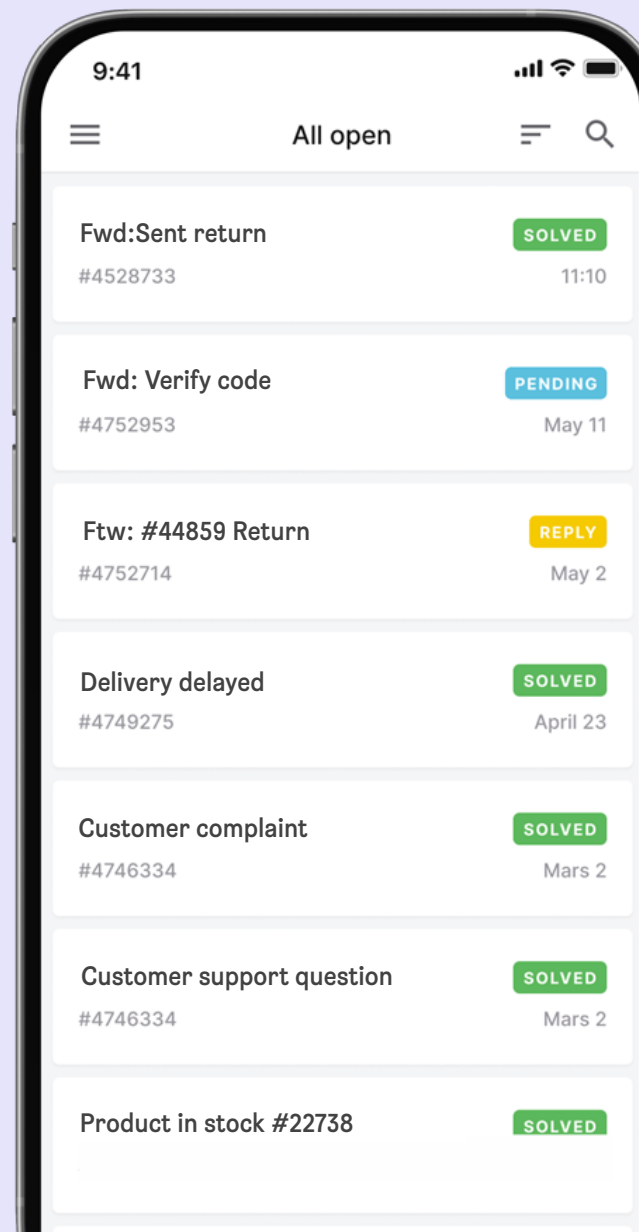 9:41
All open
Fwd:Sent return SOLVED
#4528733 11:10
Fwd: Verify code PENDING
#4752953 May 11
Ftw: #44859 Return REPLY
#4752714 May 2
Delivery delayed SOLVED
#4749275 April 23
Customer complaint SOLVED
#4746334 Mars 2
Customer support question SOLVED
#4746334 Mars 2
Product in stock #22738 SOLVED